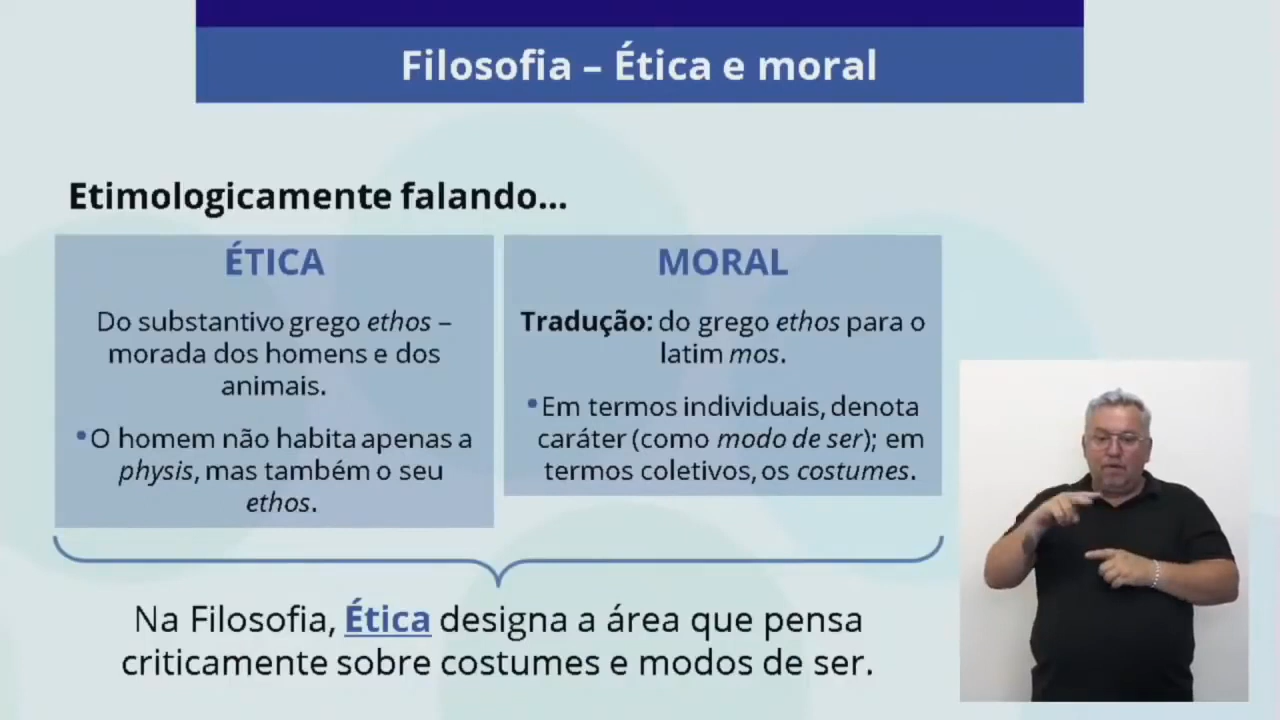 Filosofia – Ética e moral
Etimologicamente falando...
ÉTICA
Do substantivo grego ethos –
morada dos homens e dos
animais.
•O homem não habita apenas a
physis, mas também o seu
ethos.
MORAL
Tradução: do grego ethos para o
latim mos.
•Em termos individuais, denota
caráter (como modo de ser); em
termos coletivos, os costumes.
Na Filosofia, Ética designa a área que pensa
criticamente sobre costumes e modos de ser.